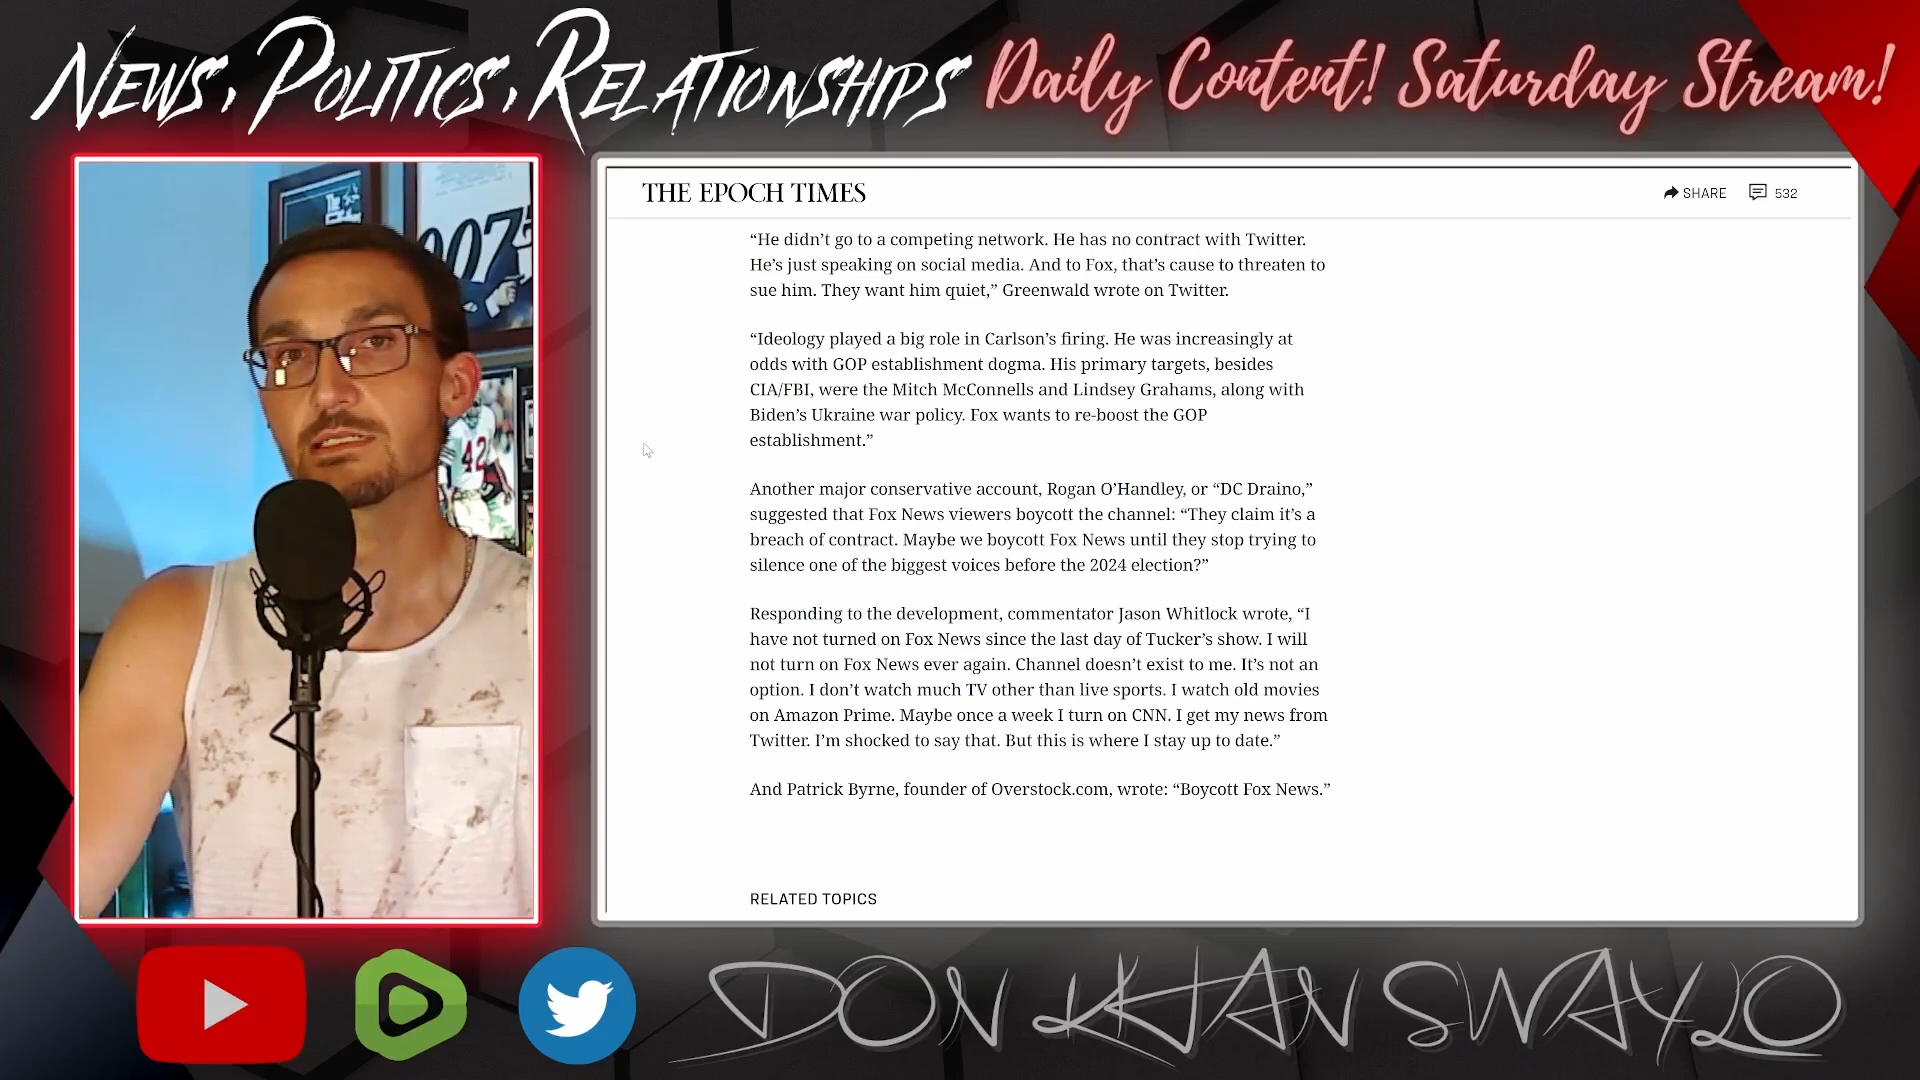 NEWS, POLITICS, RELATIONSHIPS
Daily Content! Saturday Stream!
007
42
THE EPOCH TIMES
SHARE
532
“He didn’t go to a competing network. He has no contract with Twitter.
He’s just speaking on social media. And to Fox, that’s cause to threaten to
sue him. They want him quiet,” Greenwald wrote on Twitter.
“Ideology played a big role in Carlson’s firing. He was increasingly at
odds with GOP establishment dogma. His primary targets, besides
CIA/FBI, were the Mitch McConnells and Lindsey Grahams, along with
Biden’s Ukraine war policy. Fox wants to re-boost the GOP
establishment.”
Another major conservative account, Rogan O’Handley, or “DC Draino,”
suggested that Fox News viewers boycott the channel: “They claim it’s a
breach of contract. Maybe we boycott Fox News until they stop trying to
silence one of the biggest voices before the 2024 election?”
Responding to the development, commentator Jason Whitlock wrote, “I
have not turned on Fox News since the last day of Tucker’s show. I will
not turn on Fox News ever again. Channel doesn’t exist to me. It’s not an
option. I don’t watch much TV other than live sports. I watch old movies
on Amazon Prime. Maybe once a week I turn on CNN. I get my news from
Twitter. I’m shocked to say that. But this is where I stay up to date.”
And Patrick Byrne, founder of Overstock.com, wrote: “Boycott Fox News.”
RELATED TOPICS
DON KHAN SWAYLO